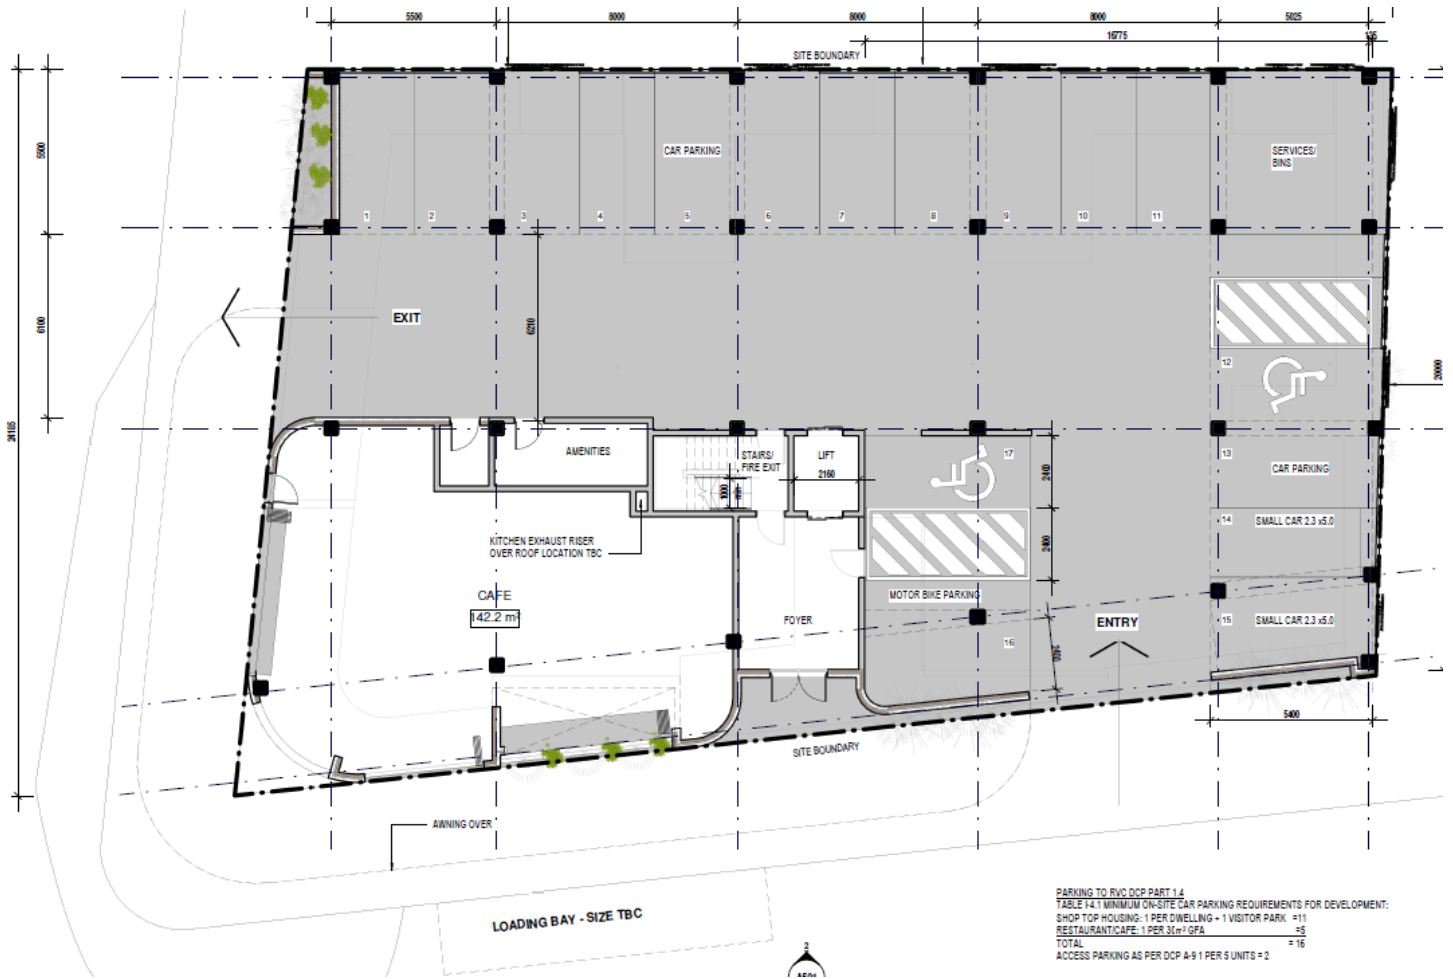 5500
8000
8000
8000
5025
16775
SITE BOUNDARY
5500
CAR PARKING
SERVICES/
BINS
1
2
3
4
5
6
7
8
9
10
11
6100
EXIT
6210
12
20000
24185
AMENITIES
STAIRS/
FIRE EXIT
LIFT
2160
1000
17
2400
13
CAR PARKING
14
SMALL CAR 2.3 x5.0
2400
KITCHEN EXHAUST RISER
OVER ROOF LOCATION TBC
CAFE
142.2 m²
MOTOR BIKE PARKING
FOYER
16
ENTRY
15
SMALL CAR 2.3 x5.0
5400
SITE BOUNDARY
AWNING OVER
LOADING BAY - SIZE TBC
2
PARKING TO RVC DCP PART 1.4
TABLE I-4.1 MINIMUM ON-SITE CAR PARKING REQUIREMENTS FOR DEVELOPMENT:
SHOP TOP HOUSING: 1 PER DWELLING + 1 VISITOR PARK =11
RESTAURANT/CAFE: 1 PER 30m² GFA =5
TOTAL = 16
ACCESS PARKING AS PER DCP A-9 1 PER 5 UNITS = 2